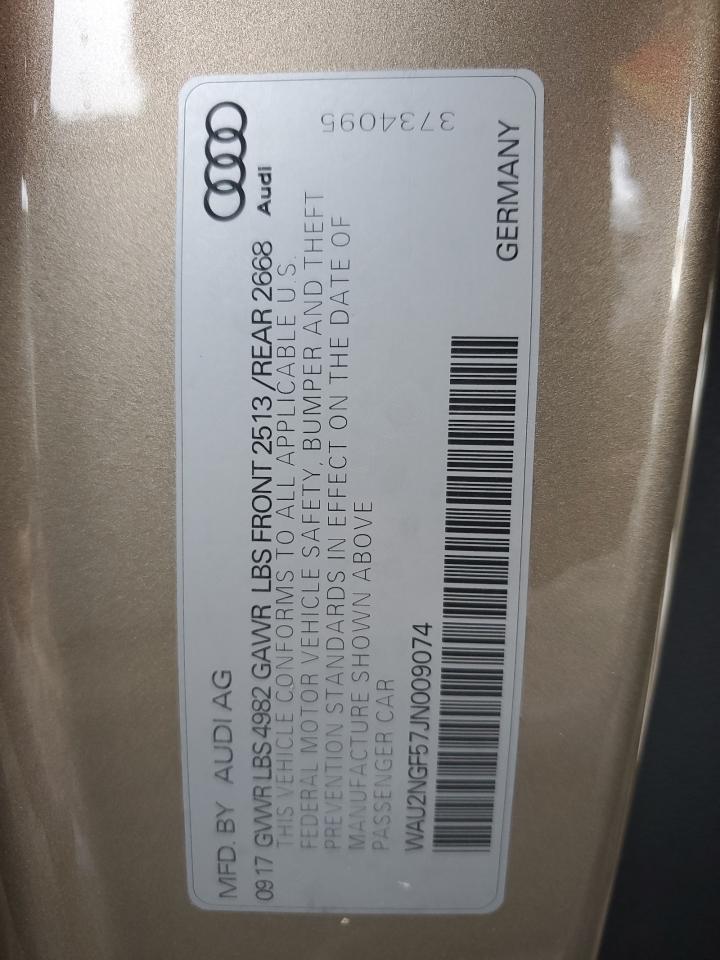 MFD. BY AUDI AG
Audi
09 17 GVWR LBS 4982 GAWR LBS FRONT 2513 /REAR 2668
THIS VEHICLE CONFORMS TO ALL APPLICABLE U.S.
FEDERAL MOTOR VEHICLE SAFETY, BUMPER AND THEFT
PREVENTION STANDARDS IN EFFECT ON THE DATE OF
MANUFACTURE SHOWN ABOVE
PASSENGER CAR
3734095
WAU2NGF57JN009074
GERMANY